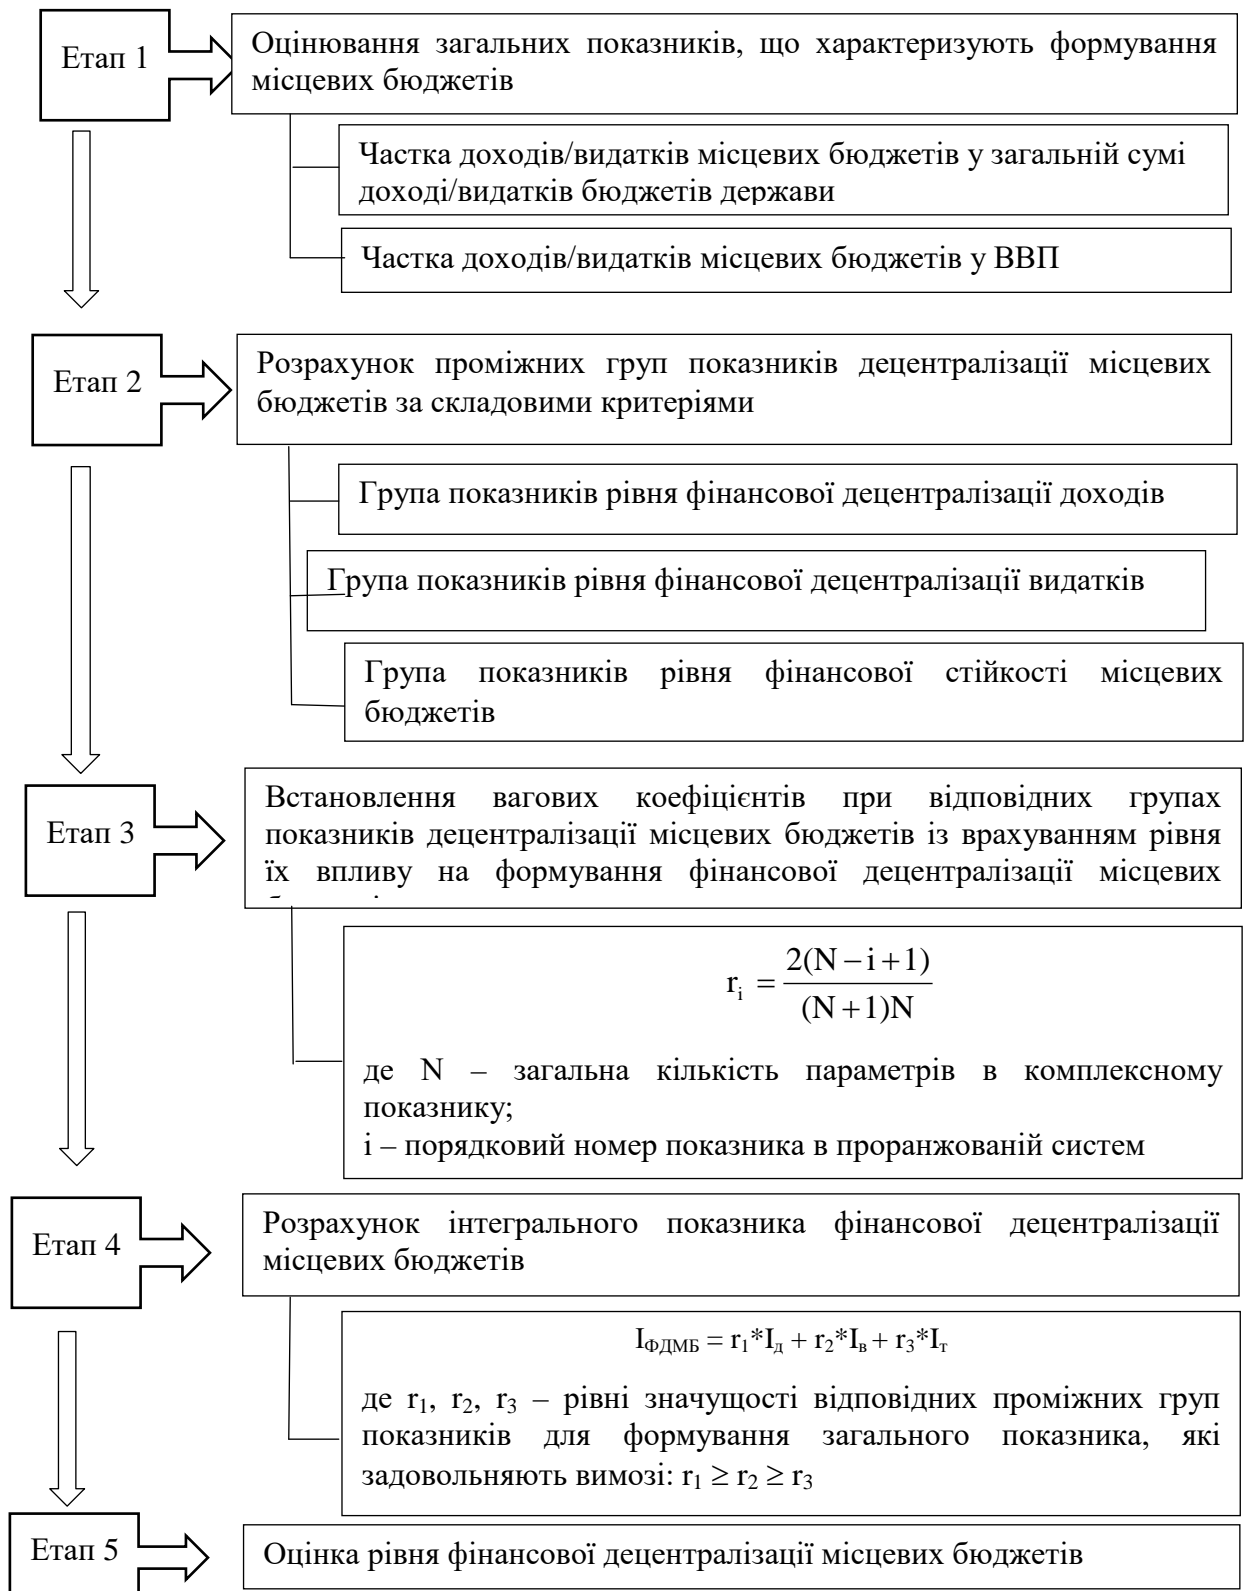 Етап 1
Оцінювання загальних показників, що характеризують формування
місцевих бюджетів
Частка доходів/видатків місцевих бюджетів у загальній сумі
доході/видатків бюджетів держави
Частка доходів/видатків місцевих бюджетів у ВВП
Етап 2
Розрахунок проміжних груп показників децентралізації місцевих
бюджетів за складовими критеріями
Група показників рівня фінансової децентралізації доходів
Група показників рівня фінансової децентралізації видатків
Група показників рівня фінансової стійкості місцевих
бюджетів
Етап 3
Встановлення вагових коефіцієнтів при відповідних групах
показників децентралізації місцевих бюджетів із врахуванням рівня
їх впливу на формування фінансової децентралізації місцевих
r_i = 2(N − i + 1) / (N + 1)N
де N – загальна кількість параметрів в комплексному
показнику;
і – порядковий номер показника в проранжованій систем
Етап 4
Розрахунок інтегрального показника фінансової децентралізації
місцевих бюджетів
I_ФДМБ = r₁*I_д + r₂*I_в + r₃*I_т
де r₁, r₂, r₃ – рівні значущості відповідних проміжних груп
показників для формування загального показника, які
задовольняють вимозі: r₁ ≥ r₂ ≥ r₃
Етап 5
Оцінка рівня фінансової децентралізації місцевих бюджетів